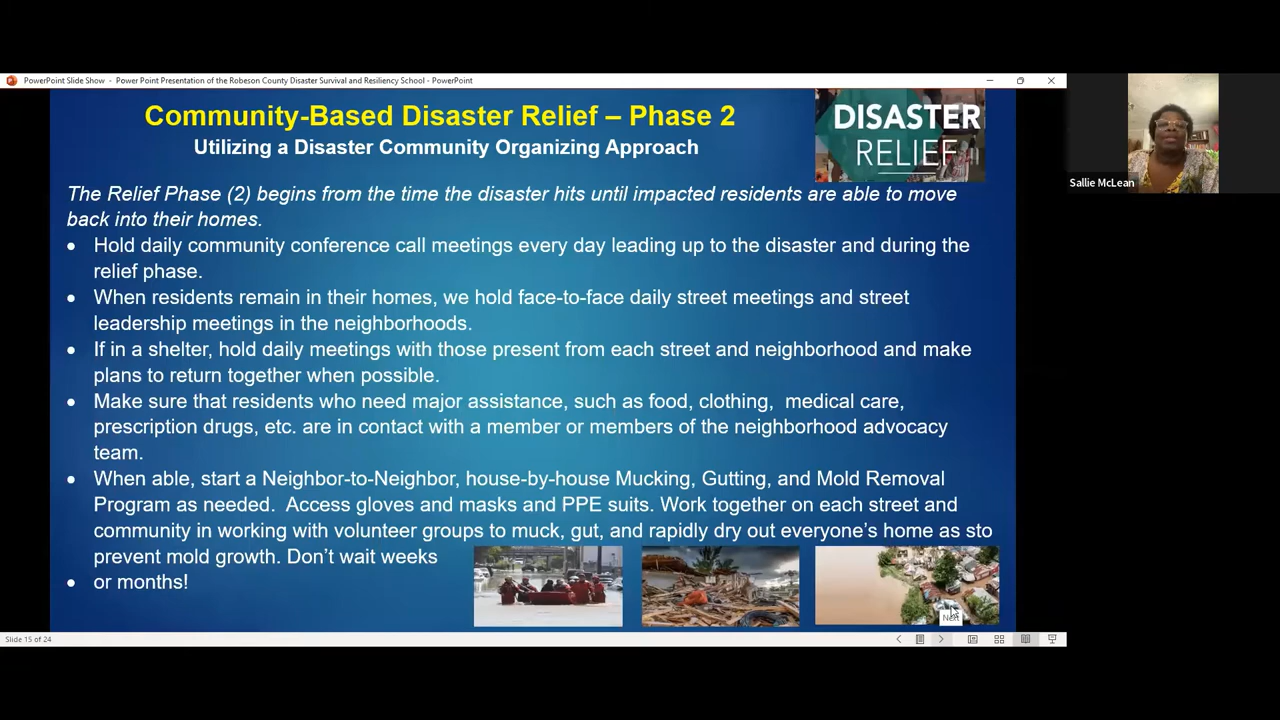 PowerPoint Slide Show - Power Point Presentation of the Robeson County Disaster Survival and Resiliency School - PowerPoint
Community-Based Disaster Relief – Phase 2
Utilizing a Disaster Community Organizing Approach
DISASTER
RELIEF
Sallie McLean
The Relief Phase (2) begins from the time the disaster hits until impacted residents are able to move
back into their homes.
• Hold daily community conference call meetings every day leading up to the disaster and during the
relief phase.
• When residents remain in their homes, we hold face-to-face daily street meetings and street
leadership meetings in the neighborhoods.
• If in a shelter, hold daily meetings with those present from each street and neighborhood and make
plans to return together when possible.
• Make sure that residents who need major assistance, such as food, clothing, medical care,
prescription drugs, etc. are in contact with a member or members of the neighborhood advocacy
team.
• When able, start a Neighbor-to-Neighbor, house-by-house Mucking, Gutting, and Mold Removal
Program as needed. Access gloves and masks and PPE suits. Work together on each street and
community in working with volunteer groups to muck, gut, and rapidly dry out everyone's home as sto
prevent mold growth. Don't wait weeks
• or months!
Next
Slide 15 of 24